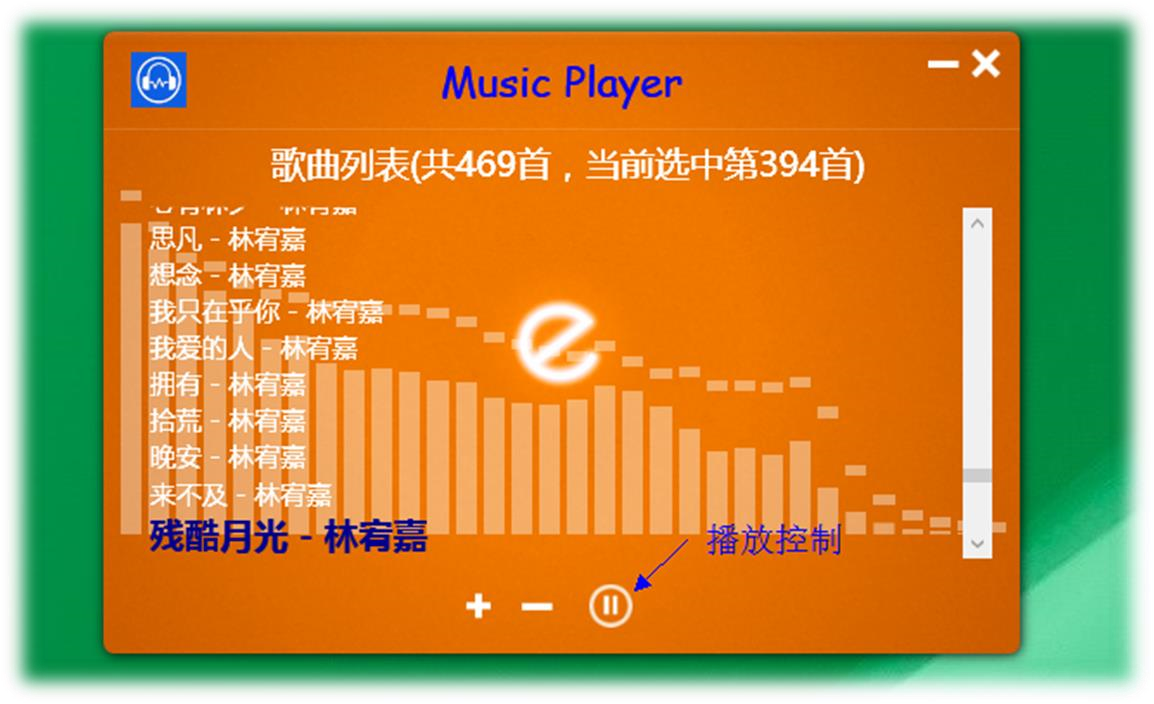 Music Player
歌曲列表(共469首，当前选中第394首)
思凡 - 林宥嘉
想念 - 林宥嘉
我只在乎你 - 林宥嘉
我爱的人 - 林宥嘉
拥有 - 林宥嘉
拾荒 - 林宥嘉
晚安 - 林宥嘉
来不及 - 林宥嘉
残酷月光 - 林宥嘉
播放控制